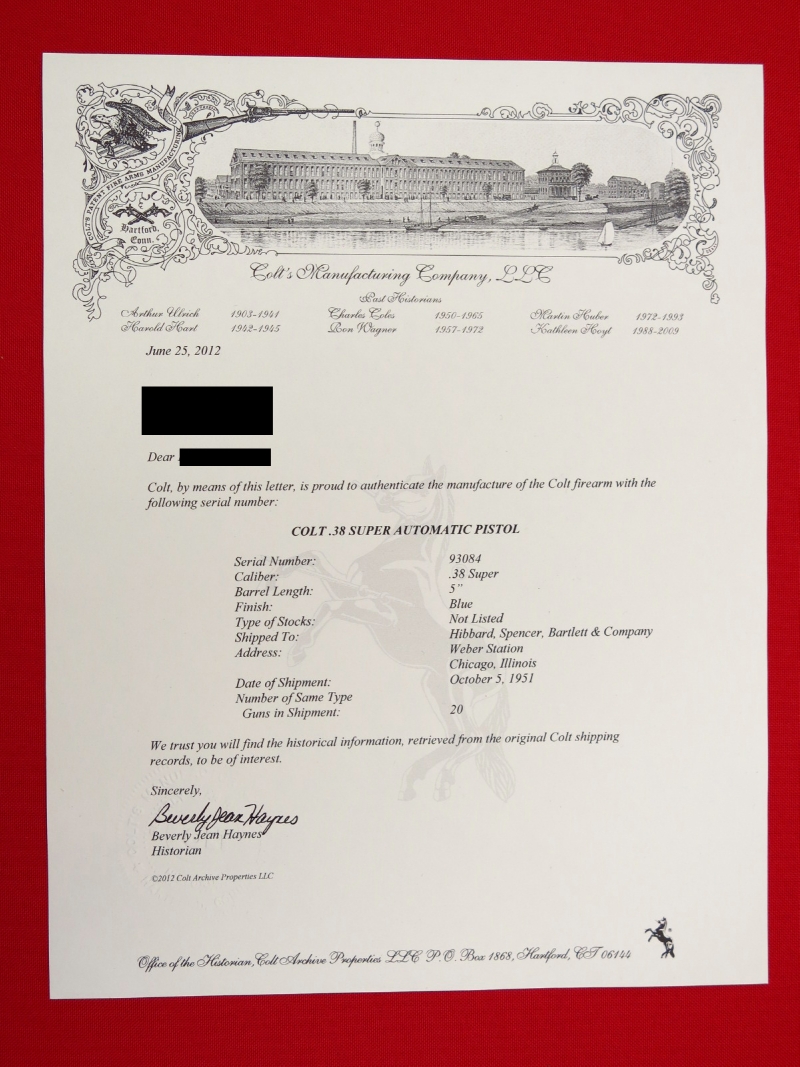 COLT'S PATENT FIRE ARMS MANUFACTURING
Hartford,
Conn.
Colt's Manufacturing Company, LLC
Past Historians
Arthur Ulrich 1903-1941 Charles Coles 1950-1965 Martin Huber 1972-1993
Harold Hart 1942-1945 Ron Wagner 1957-1972 Kathleen Hoyt 1988-2009
June 25, 2012
Dear
Colt, by means of this letter, is proud to authenticate the manufacture of the Colt firearm with the
following serial number:
COLT .38 SUPER AUTOMATIC PISTOL
Serial Number: 93084
Caliber: .38 Super
Barrel Length: 5"
Finish: Blue
Type of Stocks: Not Listed
Shipped To: Hibbard, Spencer, Bartlett & Company
Address: Weber Station
Chicago, Illinois
Date of Shipment: October 5, 1951
Number of Same Type
Guns in Shipment: 20
We trust you will find the historical information, retrieved from the original Colt shipping
records, to be of interest.
Sincerely,
Beverly Jean Haynes
Beverly Jean Haynes
Historian
©2012 Colt Archive Properties LLC
Office of the Historian, Colt Archive Properties LLC P.O. Box 1868, Hartford, CT 06144